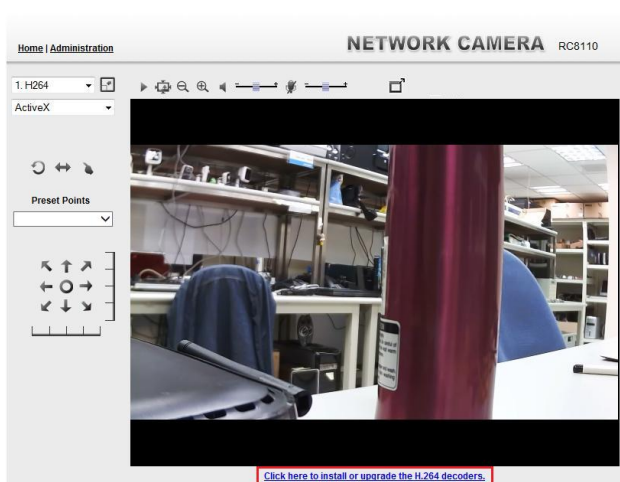 Home | Administration
NETWORK CAMERA RC8110
1. H264
ActiveX
Preset Points
Click here to install or upgrade the H.264 decoders.